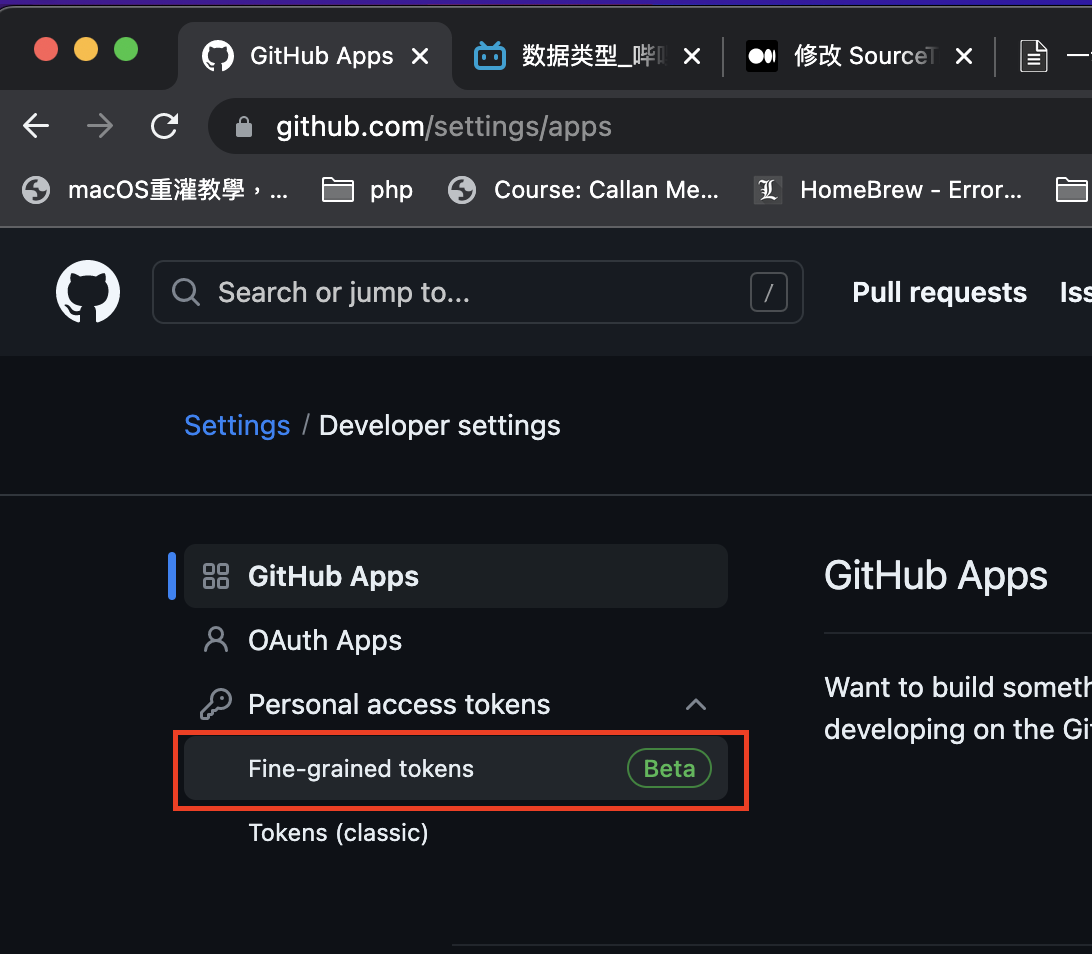 GitHub Apps
数据类型_哔
修改 Source
github.com/settings/apps
macOS重灌教學，...
php
Course: Callan Me...
HomeBrew - Error...
Search or jump to...
/
Pull requests
Iss
Settings / Developer settings
GitHub Apps
OAuth Apps
Personal access tokens
Fine-grained tokens
Beta
Tokens (classic)
GitHub Apps
Want to build someth
developing on the Gi